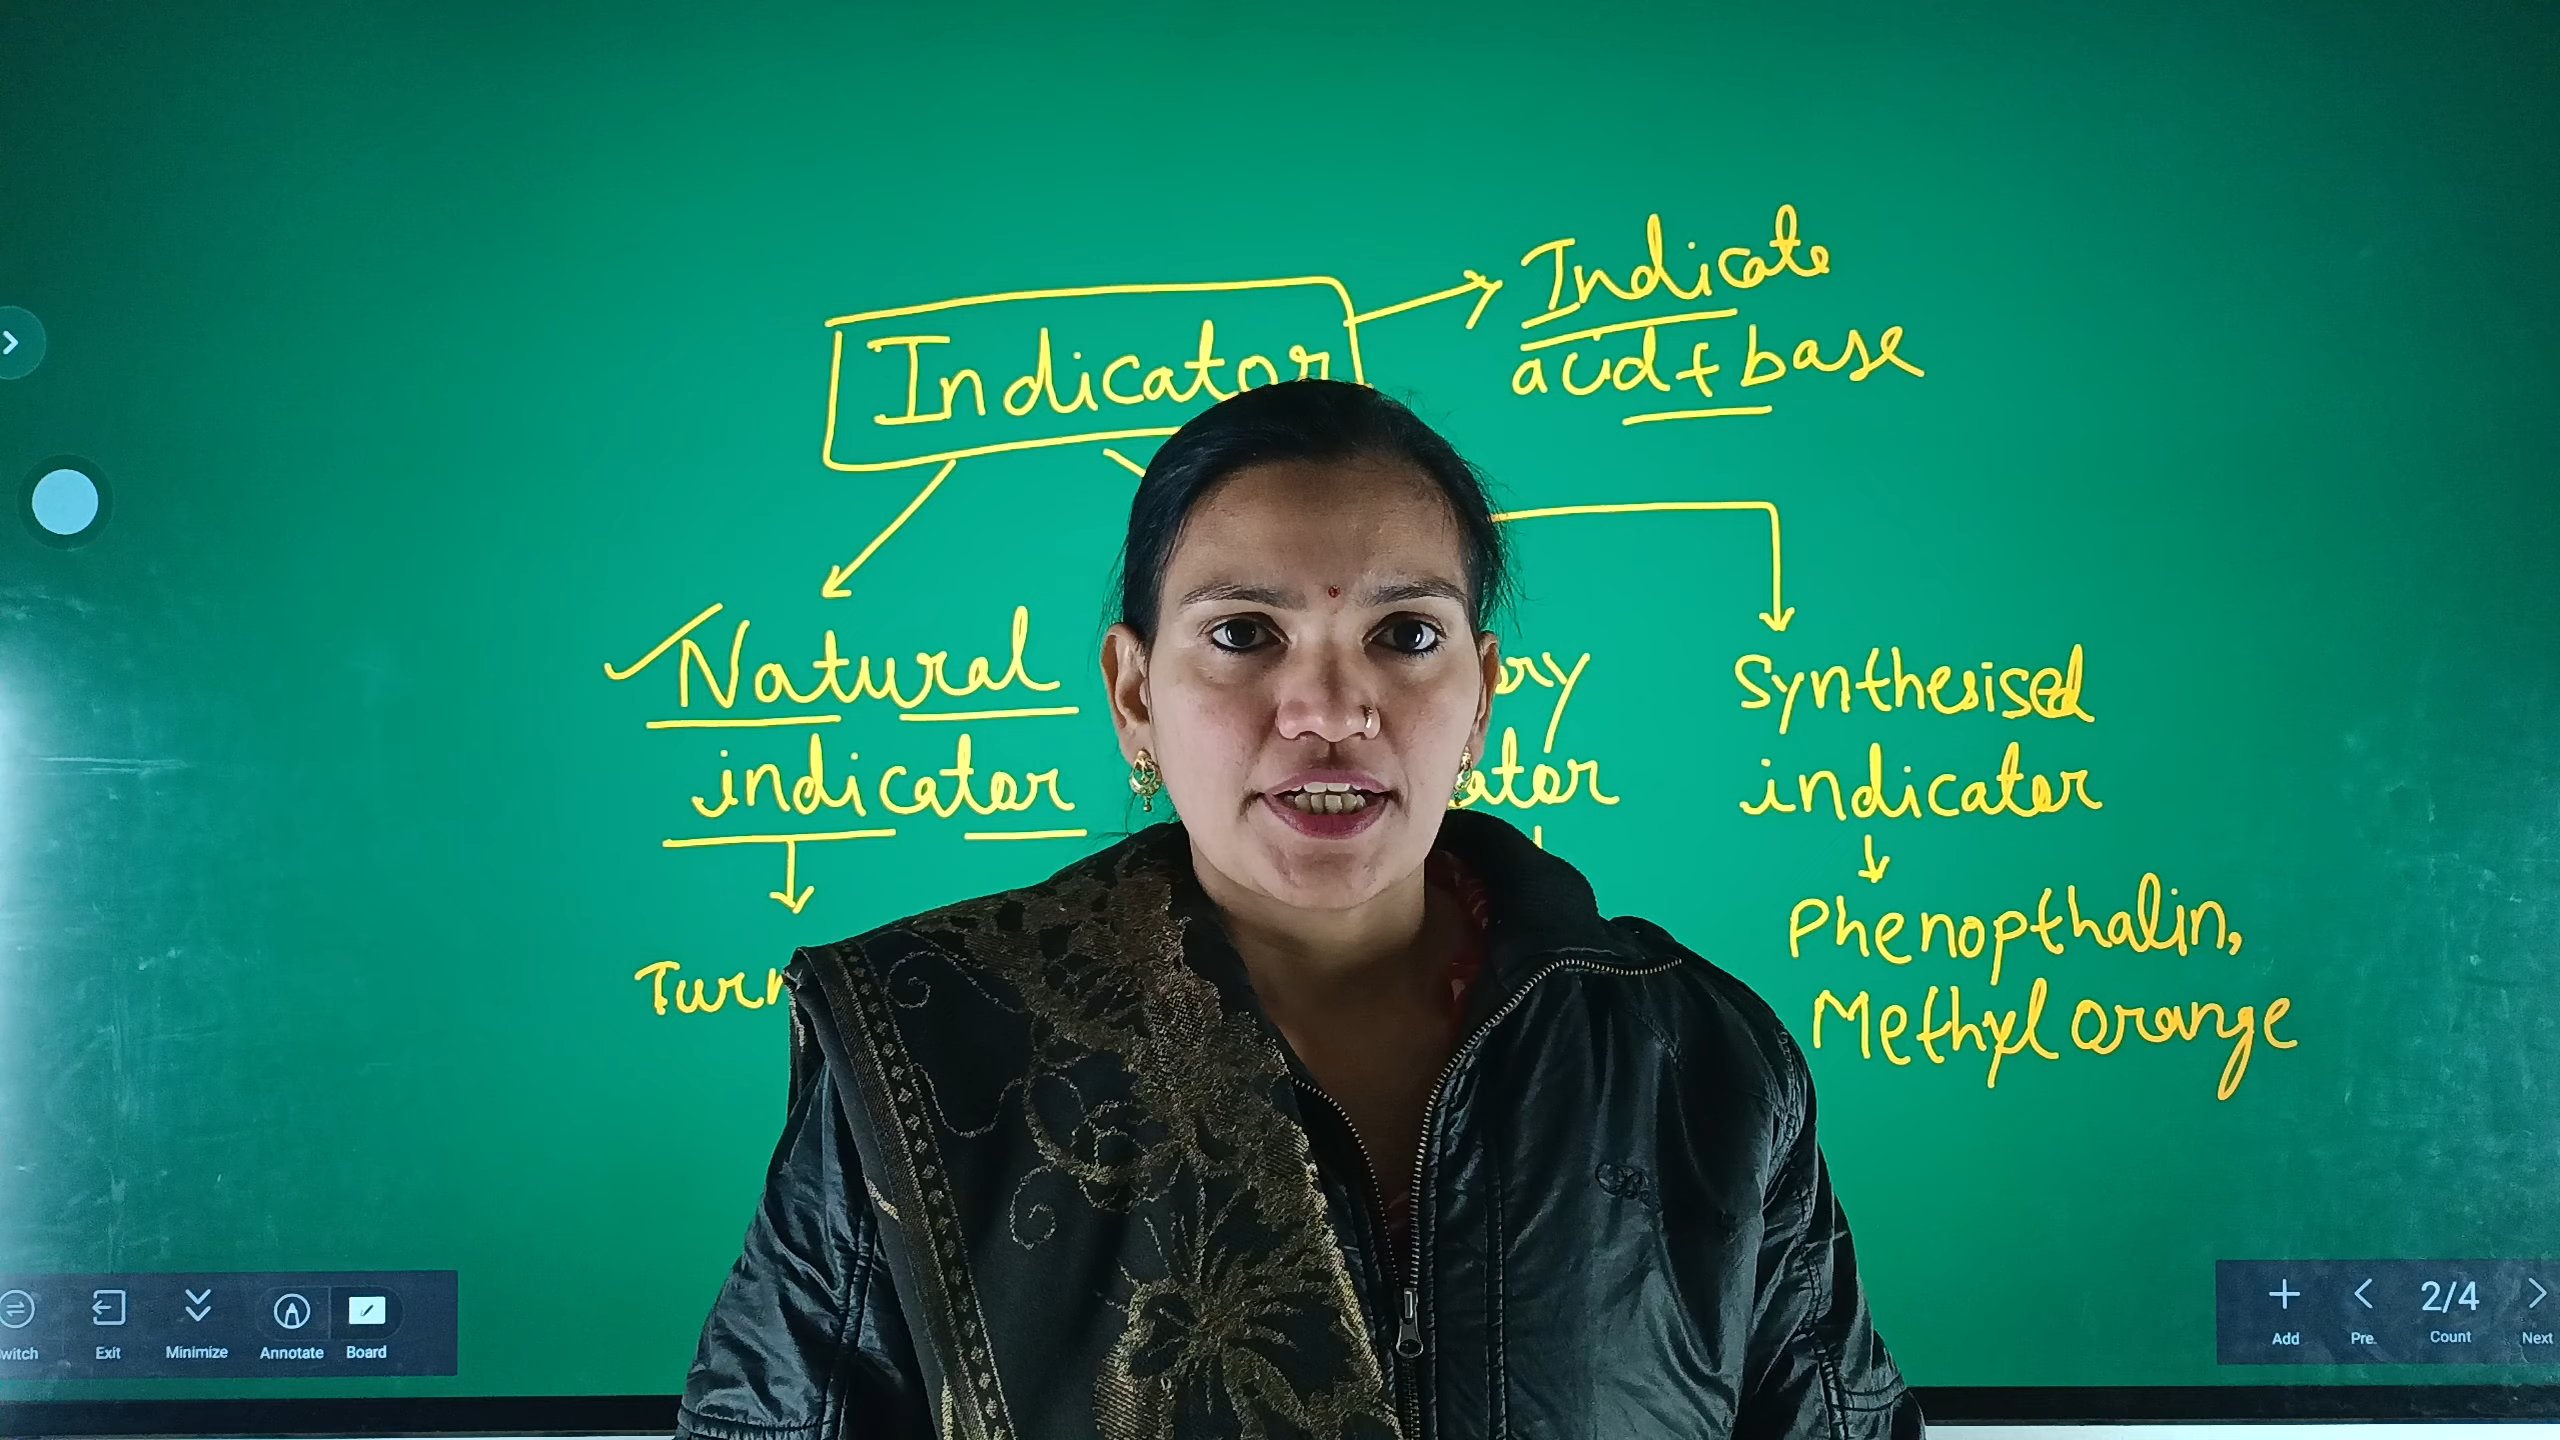 Indicate
acid + base
Indicator
Natural
indicator
Synthesised
indicator
Phenopthalin,
Methyl orange
Exit
Minimize
Annotate
Board
Add
Pre
2/4
Count
Next